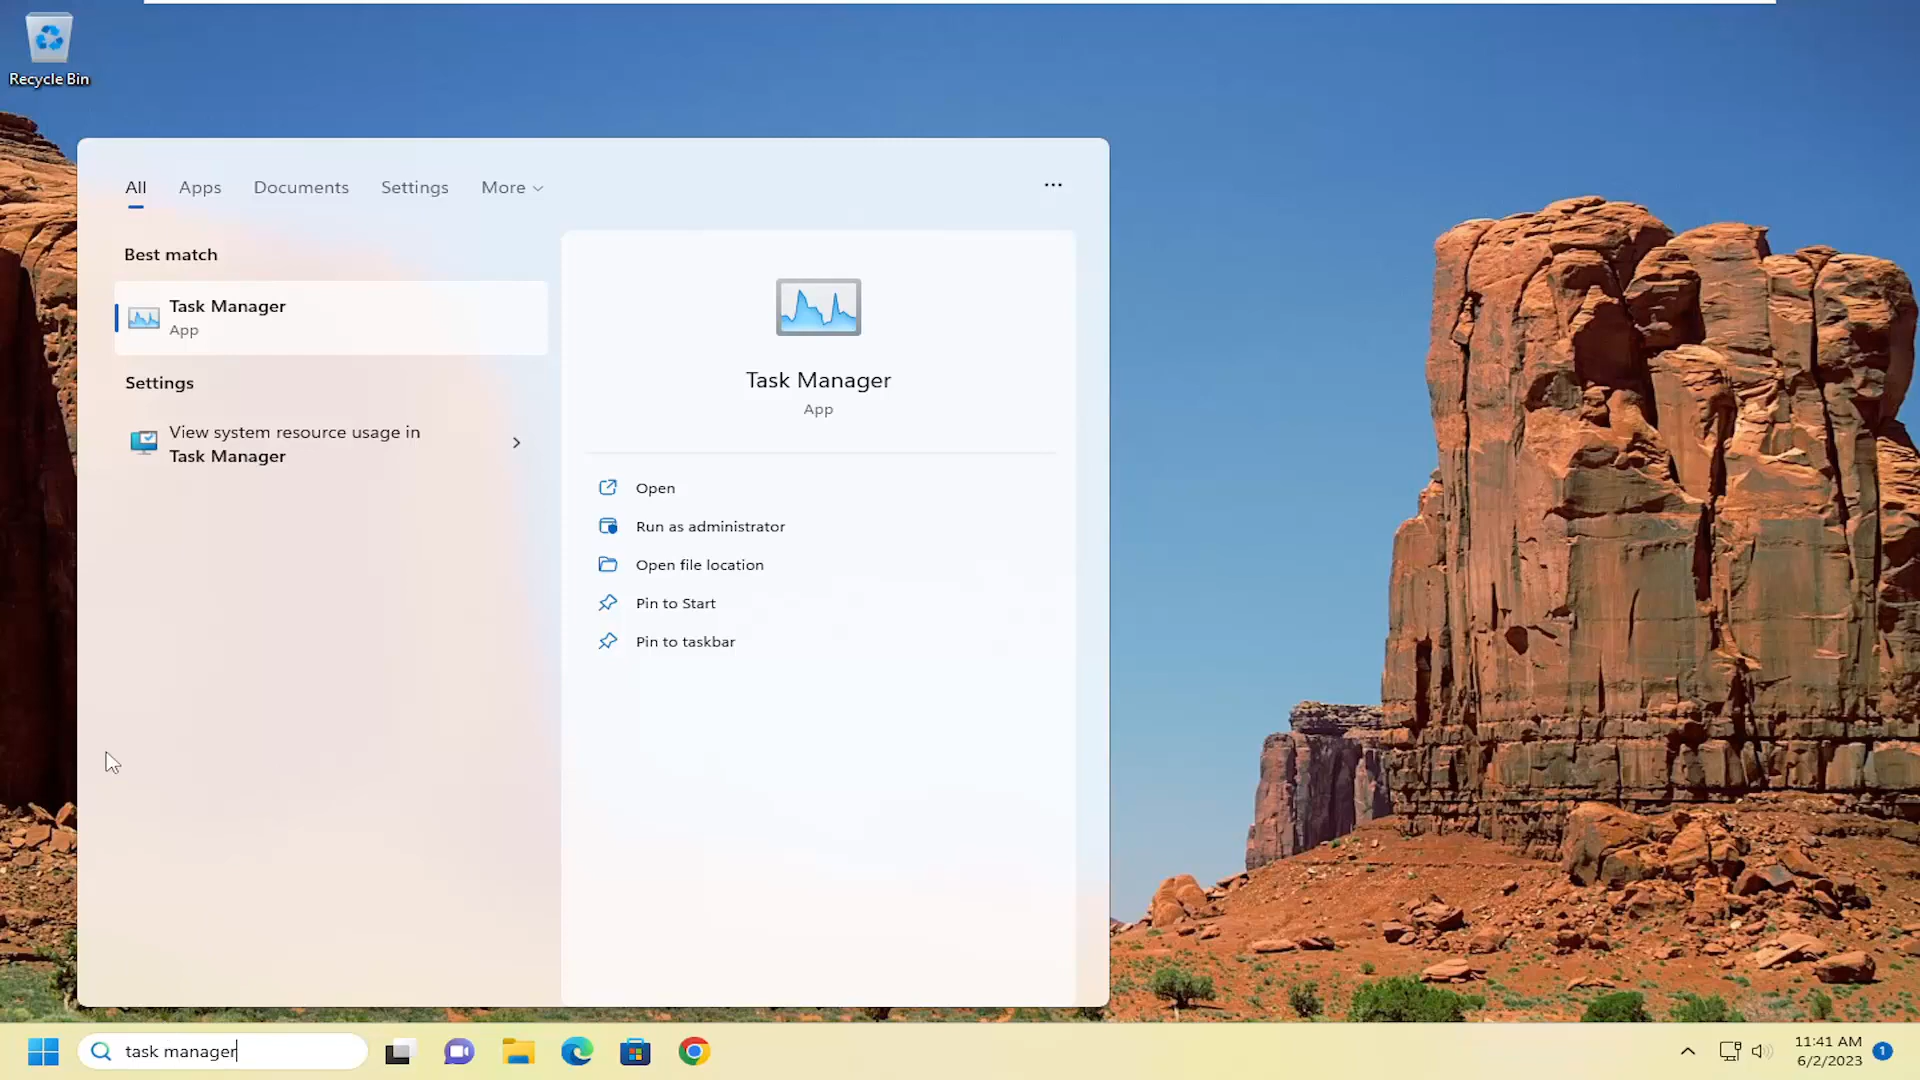 Recycle Bin
All Apps Documents Settings More
Best match
Task Manager
App
Settings
View system resource usage in
Task Manager
Task Manager
App
Open
Run as administrator
Open file location
Pin to Start
Pin to taskbar
task manager
11:41 AM
6/2/2023
1